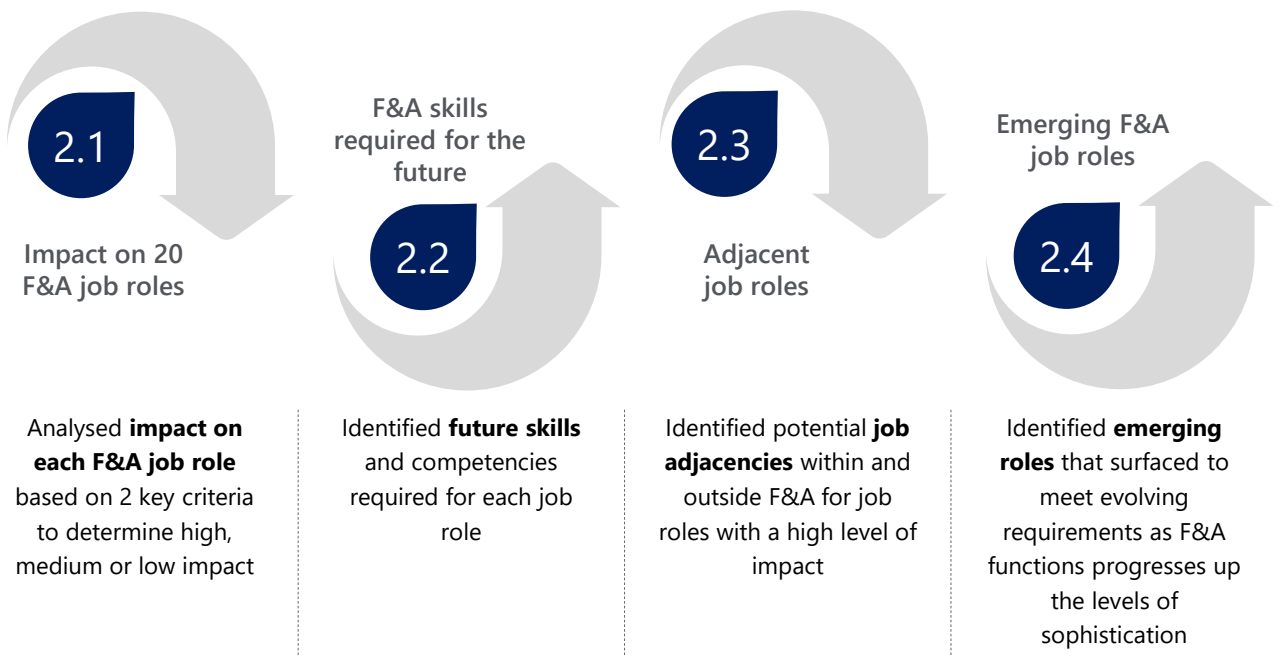 2.1
Impact on 20
F&A job roles
F&A skills
required for the
future
2.2
2.3
Adjacent
job roles
Emerging F&A
job roles
2.4
Analysed impact on
each F&A job role
based on 2 key criteria
to determine high,
medium or low impact
Identified future skills
and competencies
required for each job
role
Identified potential job
adjacencies within and
outside F&A for job
roles with a high level of
impact
Identified emerging
roles that surfaced to
meet evolving
requirements as F&A
functions progresses up
the levels of
sophistication